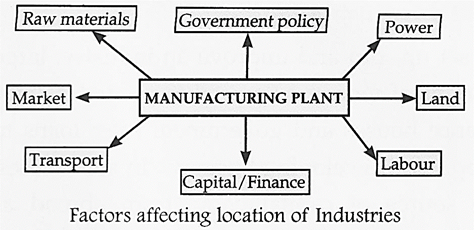 Raw materials
Government policy
Power
Market
MANUFACTURING PLANT
Land
Transport
Capital/Finance
Labour
Factors affecting location of Industries